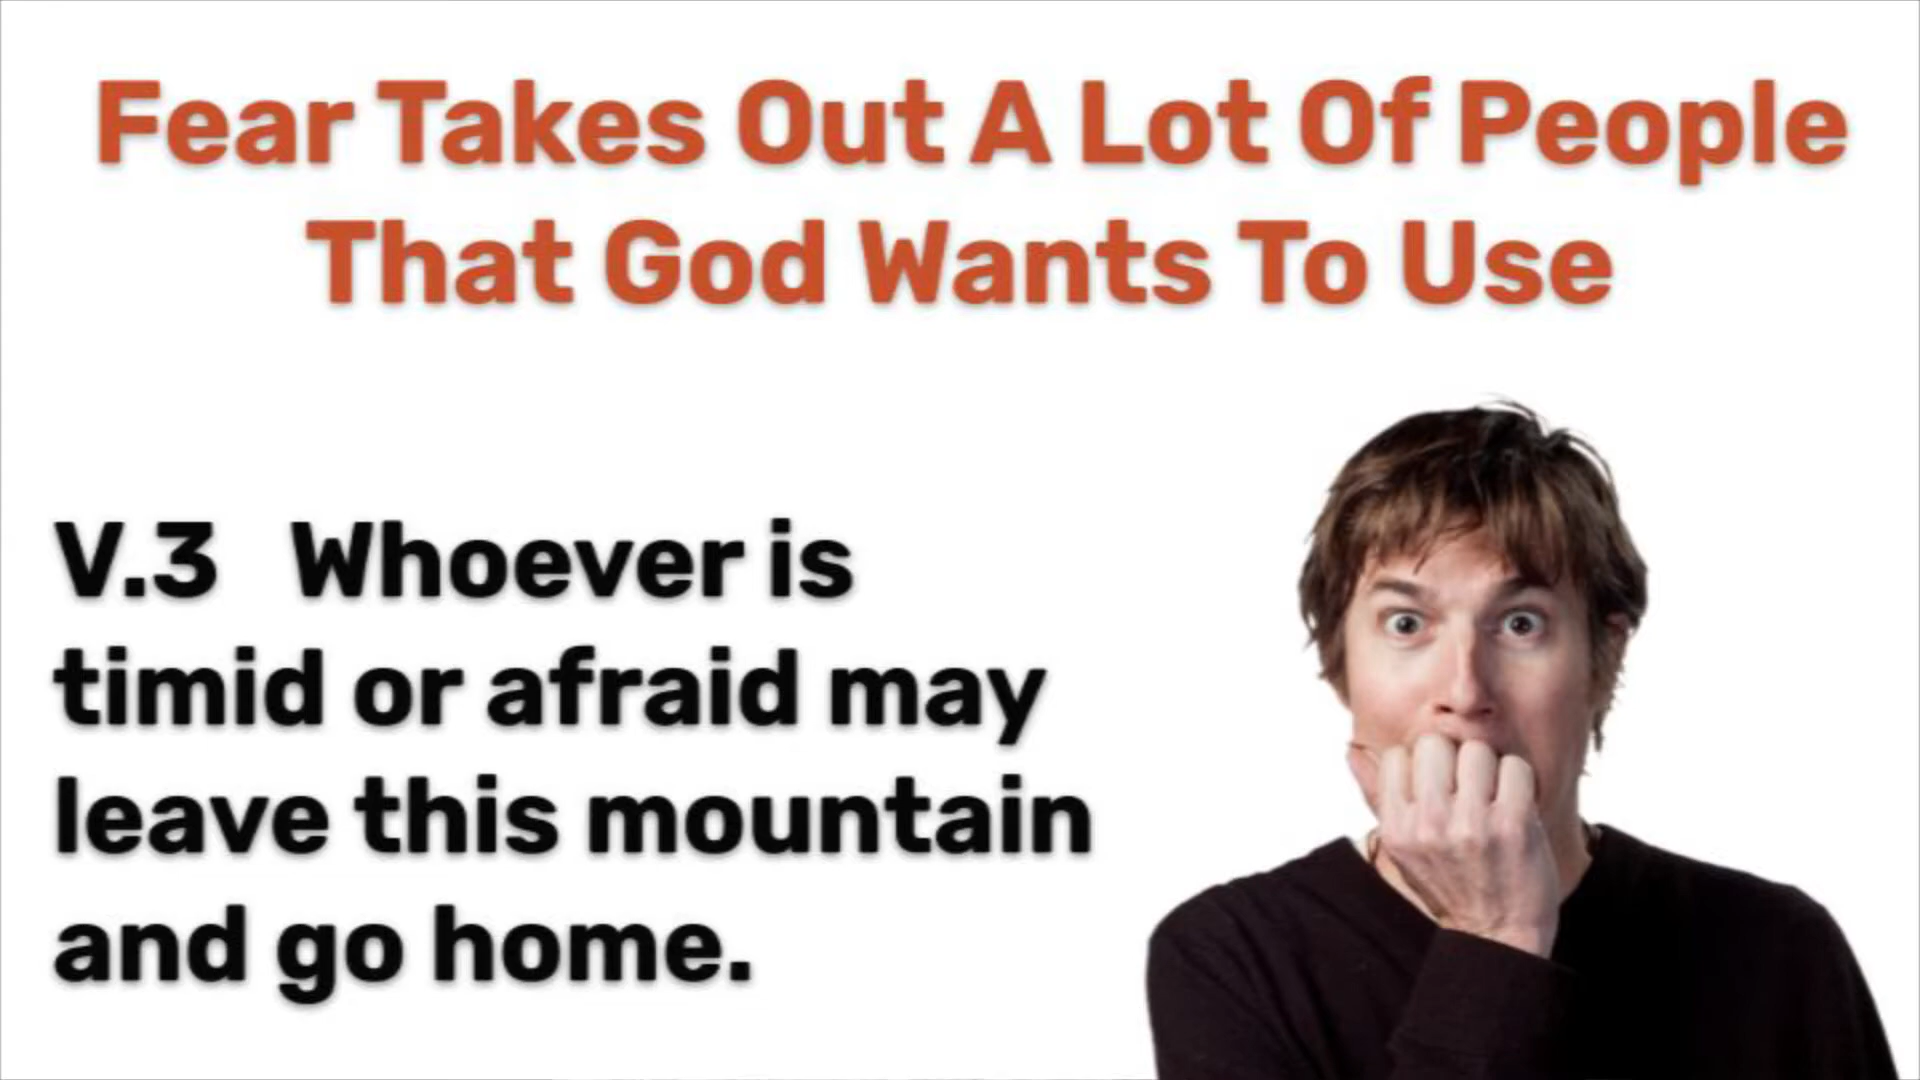 Fear Takes Out A Lot Of People
That God Wants To Use
V.3 Whoever is
timid or afraid may
leave this mountain
and go home.